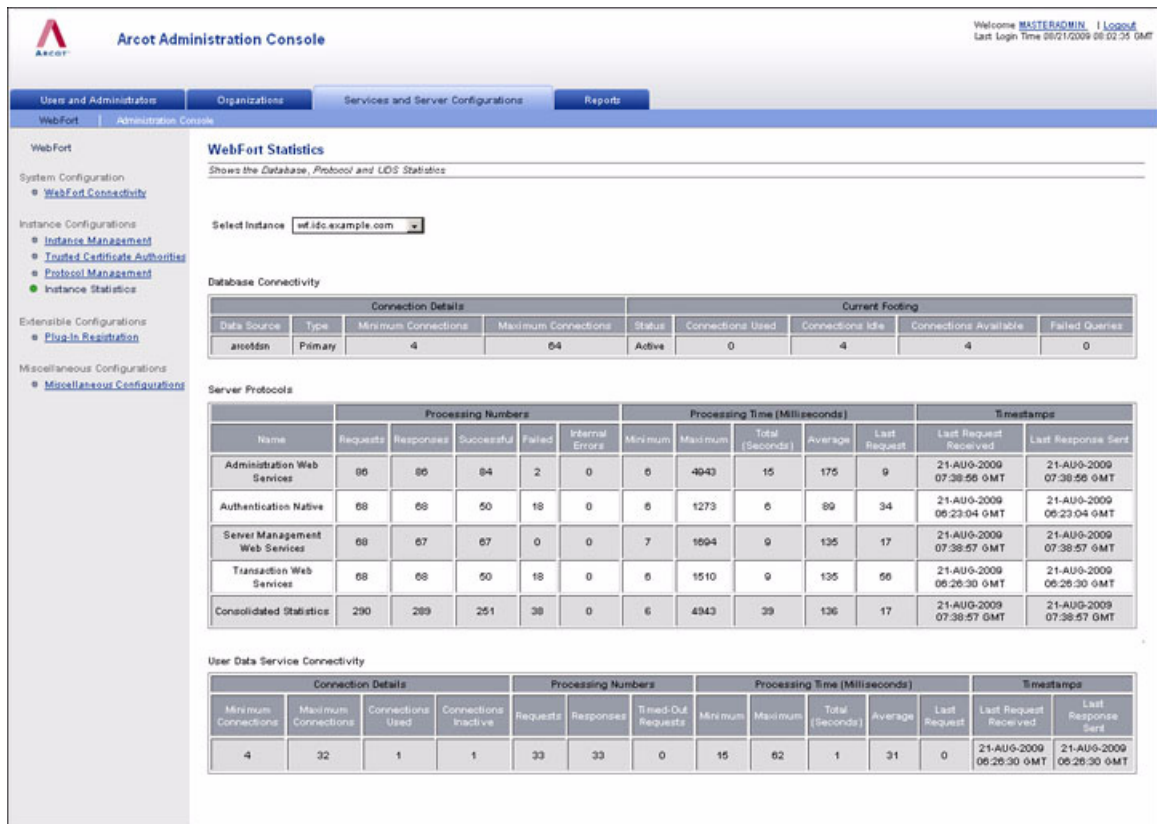 Welcome MASTERADMIN | Logout
Last Login Time 08/21/2009 08:02:35 GMT
ARCOT
Arcot Administration Console
Users and Administrators Organizations Services and Server Configurations Reports
WebFort | Administration Console
WebFort
System Configuration
WebFort Connectivity
Instance Configurations
Instance Management
Trusted Certificate Authorities
Protocol Management
Instance Statistics
Extensible Configurations
Plug-In Registration
Miscellaneous Configurations
Miscellaneous Configurations
WebFort Statistics
Shows the Database, Protocol and UDS Statistics
Select Instance wf.idc.example.com
Database Connectivity
Connection Details Current Footing
Data Source Type Minimum Connections Maximum Connections Status Connections Used Connections Idle Connections Available Failed Queries
arcotdsn Primary 4 64 Active 0 4 4 0
Server Protocols
Processing Numbers Processing Time (Milliseconds) Timestamps
Name Requests Responses Successful Failed Internal Errors Minimum Maximum Total (Seconds) Average Last Request Last Request Received Last Response Sent
Administration Web Services 86 86 84 2 0 6 4943 15 175 9 21-AUG-2009 07:38:56 GMT 21-AUG-2009 07:38:56 GMT
Authentication Native 68 68 50 18 0 6 1273 6 89 34 21-AUG-2009 06:23:04 GMT 21-AUG-2009 06:23:04 GMT
Server Management Web Services 68 67 67 0 0 7 1694 9 135 17 21-AUG-2009 07:38:57 GMT 21-AUG-2009 07:38:57 GMT
Transaction Web Services 68 68 50 18 0 6 1510 9 135 56 21-AUG-2009 06:26:30 GMT 21-AUG-2009 06:26:30 GMT
Consolidated Statistics 290 289 251 38 0 6 4943 39 136 17 21-AUG-2009 07:38:57 GMT 21-AUG-2009 07:38:57 GMT
User Data Service Connectivity
Connection Details Processing Numbers Processing Time (Milliseconds) Timestamps
Minimum Connections Maximum Connections Connections Used Connections Inactive Requests Responses Timed-Out Requests Minimum Maximum Total (Seconds) Average Last Request Last Request Received Last Response Sent
4 32 1 1 33 33 0 15 62 1 31 0 21-AUG-2009 06:26:30 GMT 21-AUG-2009 06:26:30 GMT